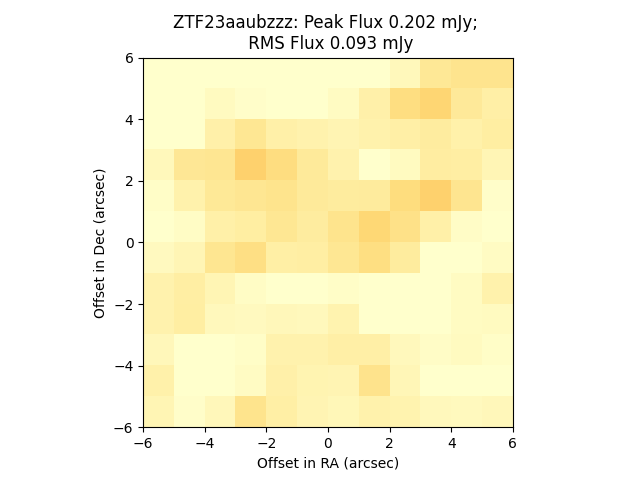 ZTF23aaubzzz: Peak Flux 0.202 mJy;
RMS Flux 0.093 mJy
6
4
2
0
−2
−4
−6
Offset in Dec (arcsec)
−6 −4 −2 0 2 4 6
Offset in RA (arcsec)